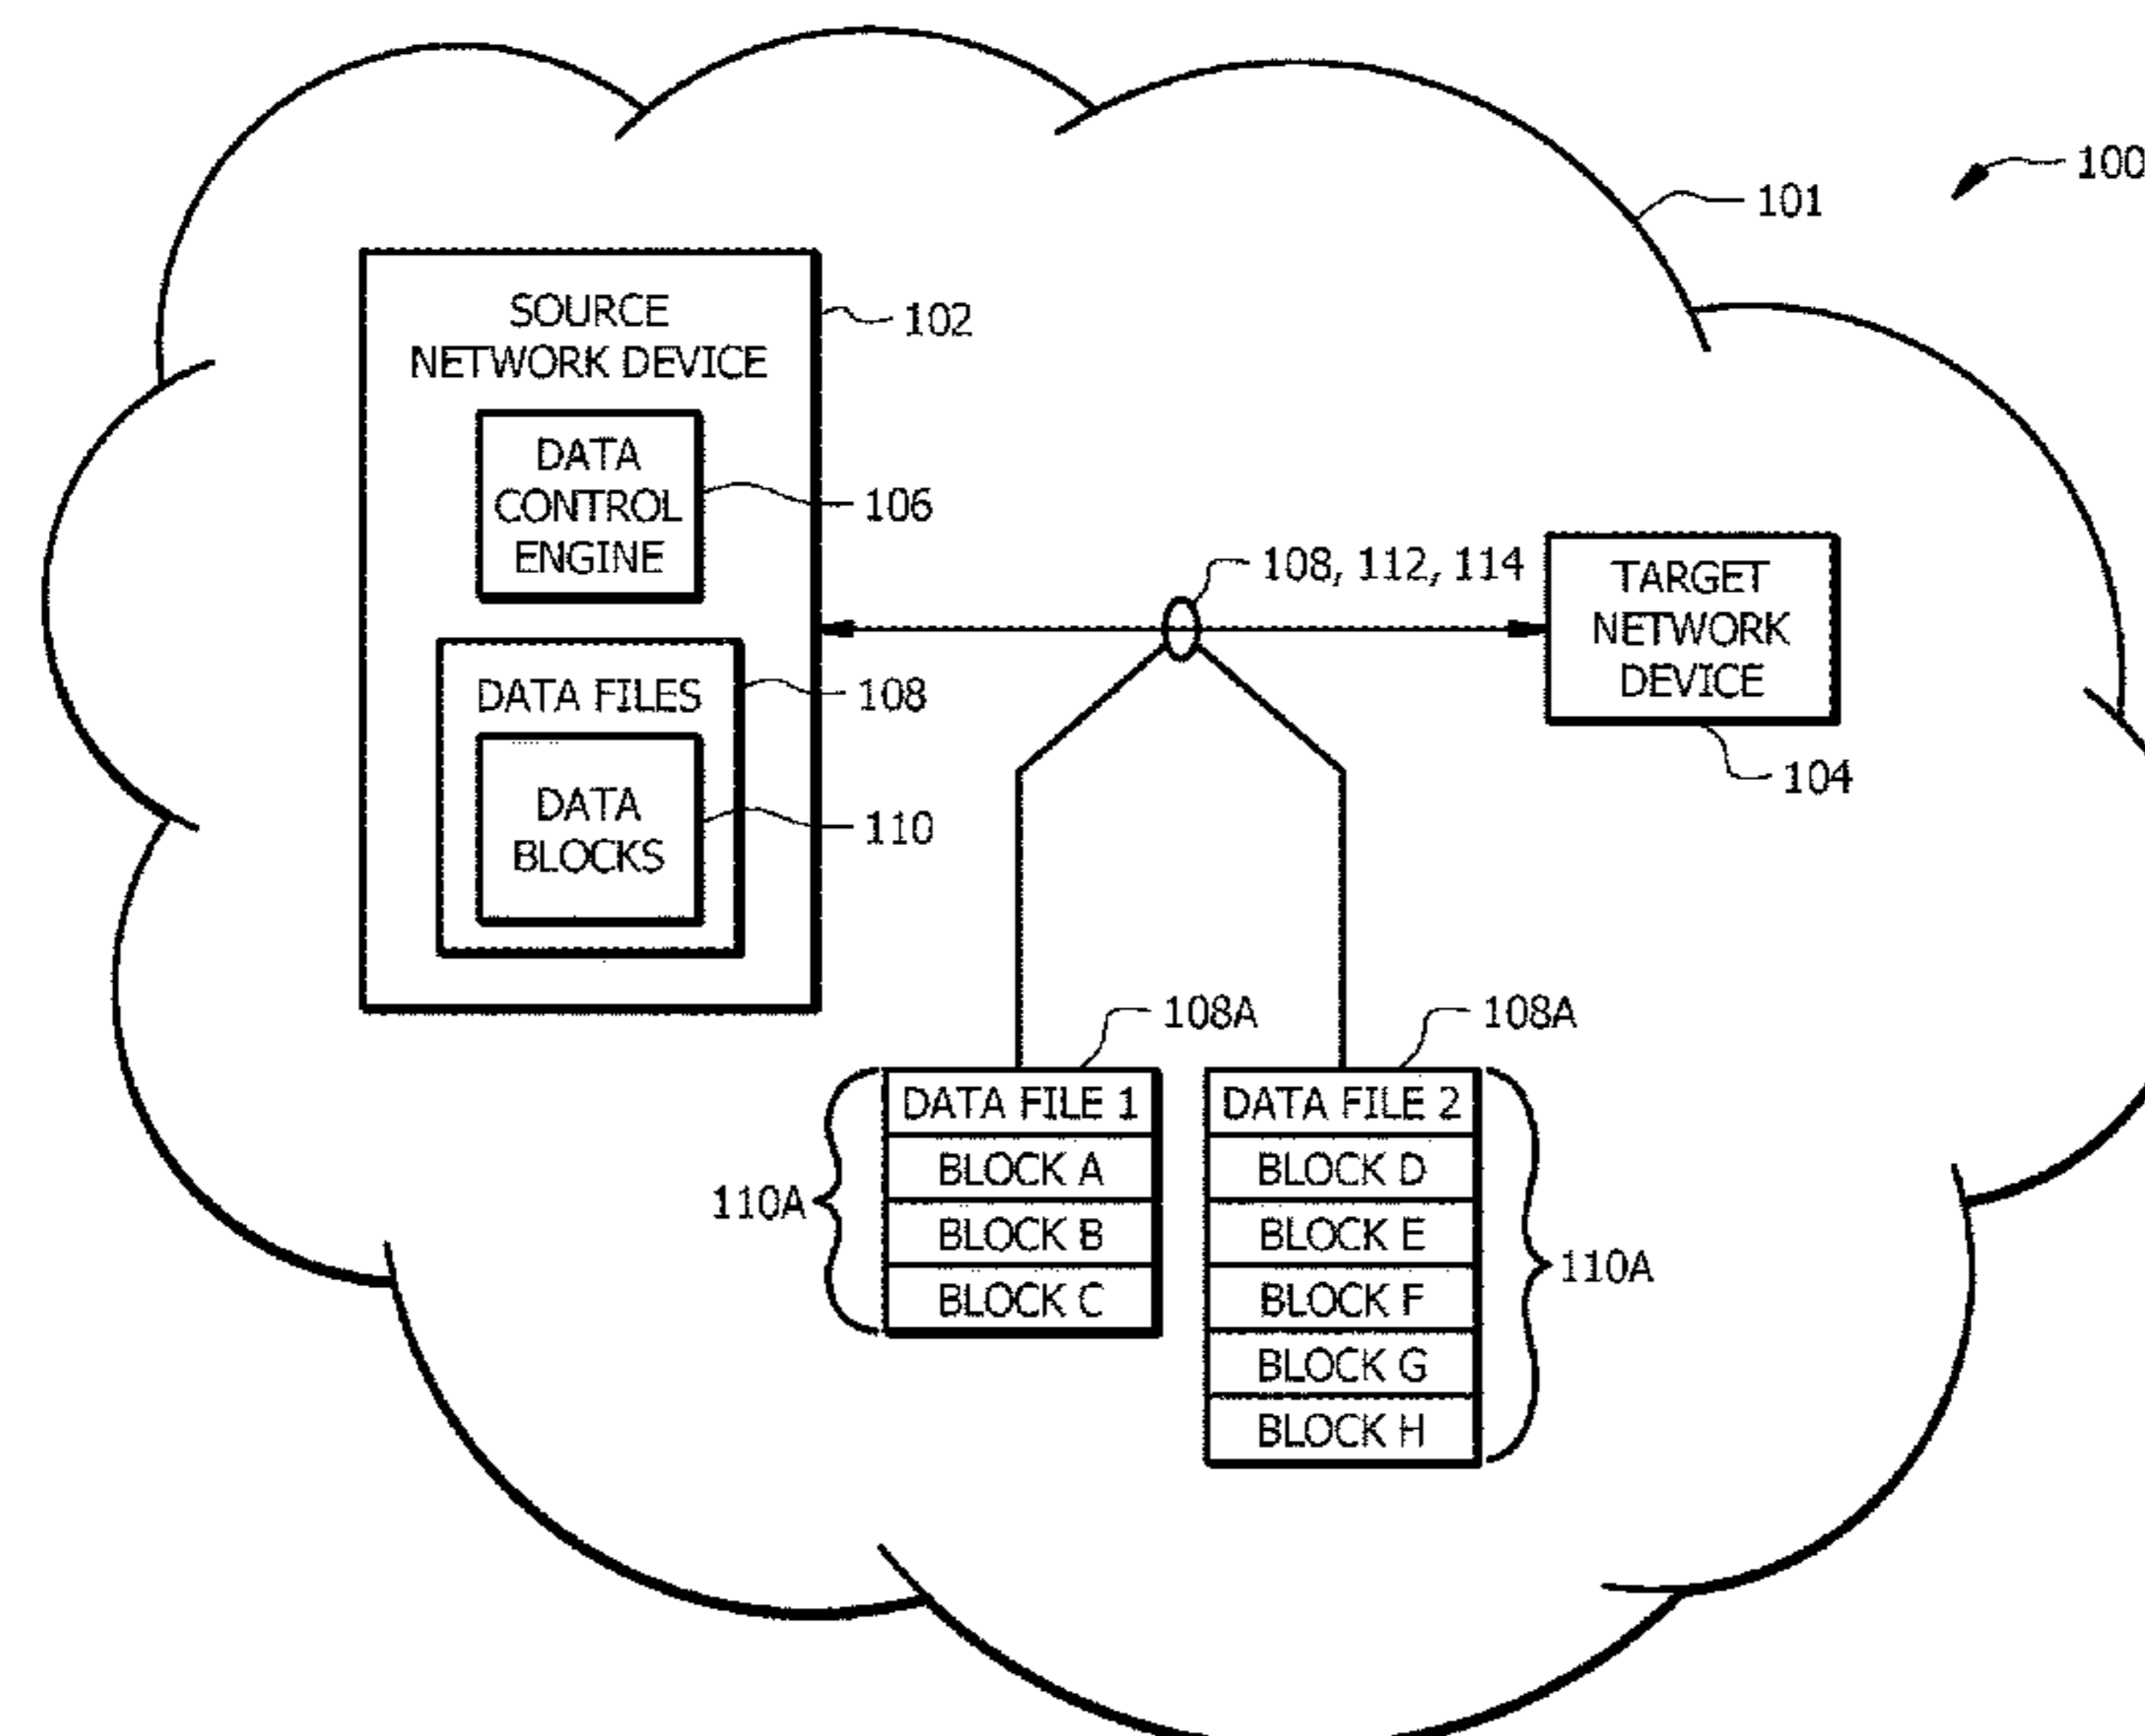 100
101
SOURCE
NETWORK DEVICE
102
DATA
CONTROL
ENGINE
106
108, 112, 114
TARGET
NETWORK
DEVICE
104
DATA FILES
108
DATA
BLOCKS
110
108A
108A
DATA FILE 1
BLOCK A
BLOCK B
BLOCK C
110A
DATA FILE 2
BLOCK D
BLOCK E
BLOCK F
BLOCK G
BLOCK H
110A